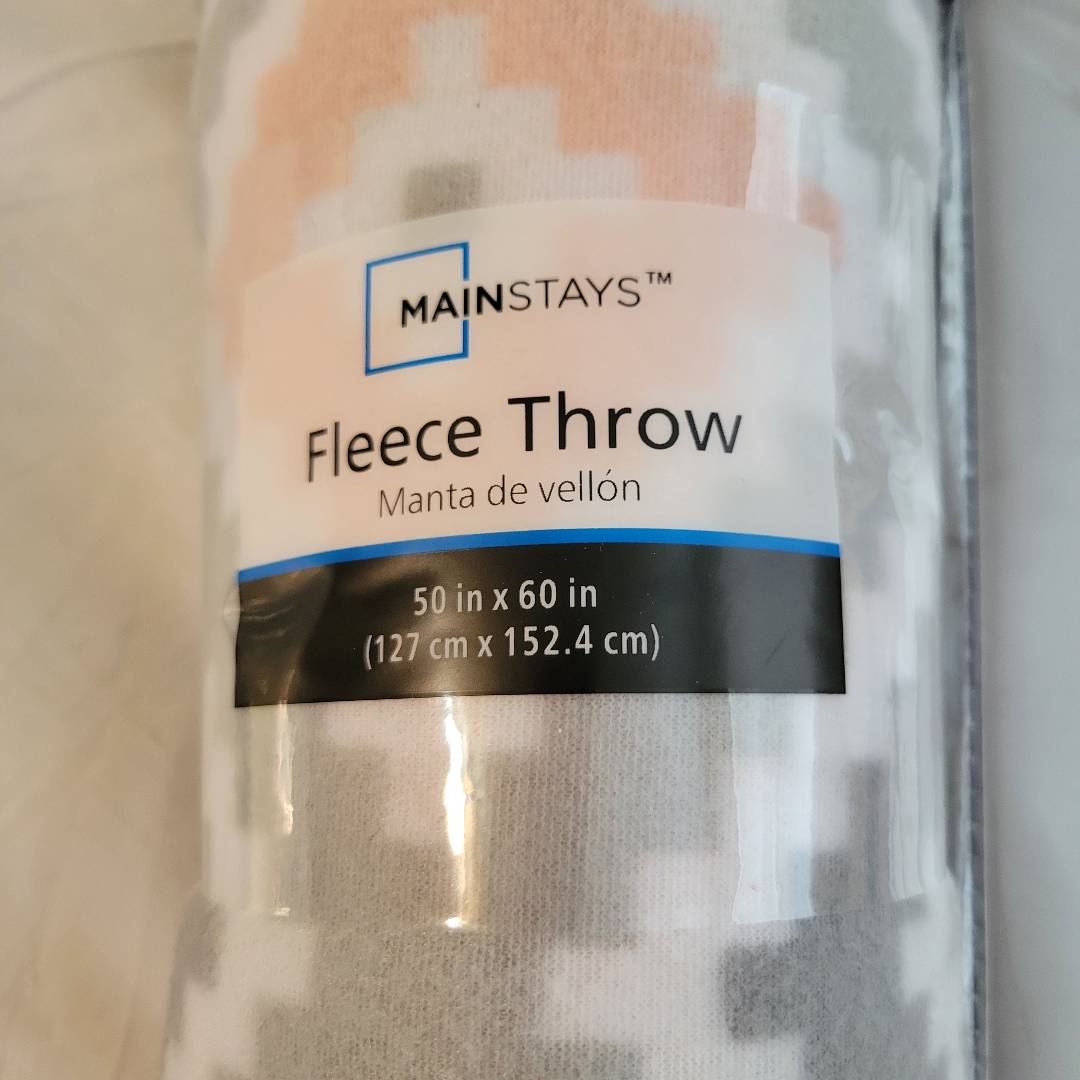 MAINSTAYS™
Fleece Throw
Manta de vellón
50 in x 60 in
(127 cm x 152.4 cm)